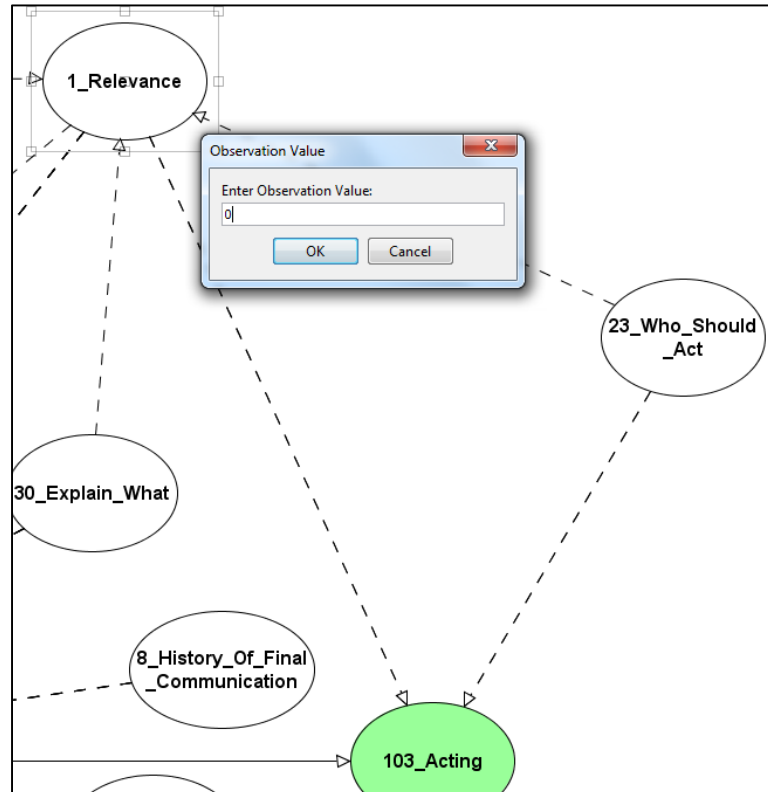 1_Relevance
Observation Value
Enter Observation Value:
0
OK
Cancel
23_Who_Should
_Act
30_Explain_What
8_History_Of_Final
_Communication
103_Acting